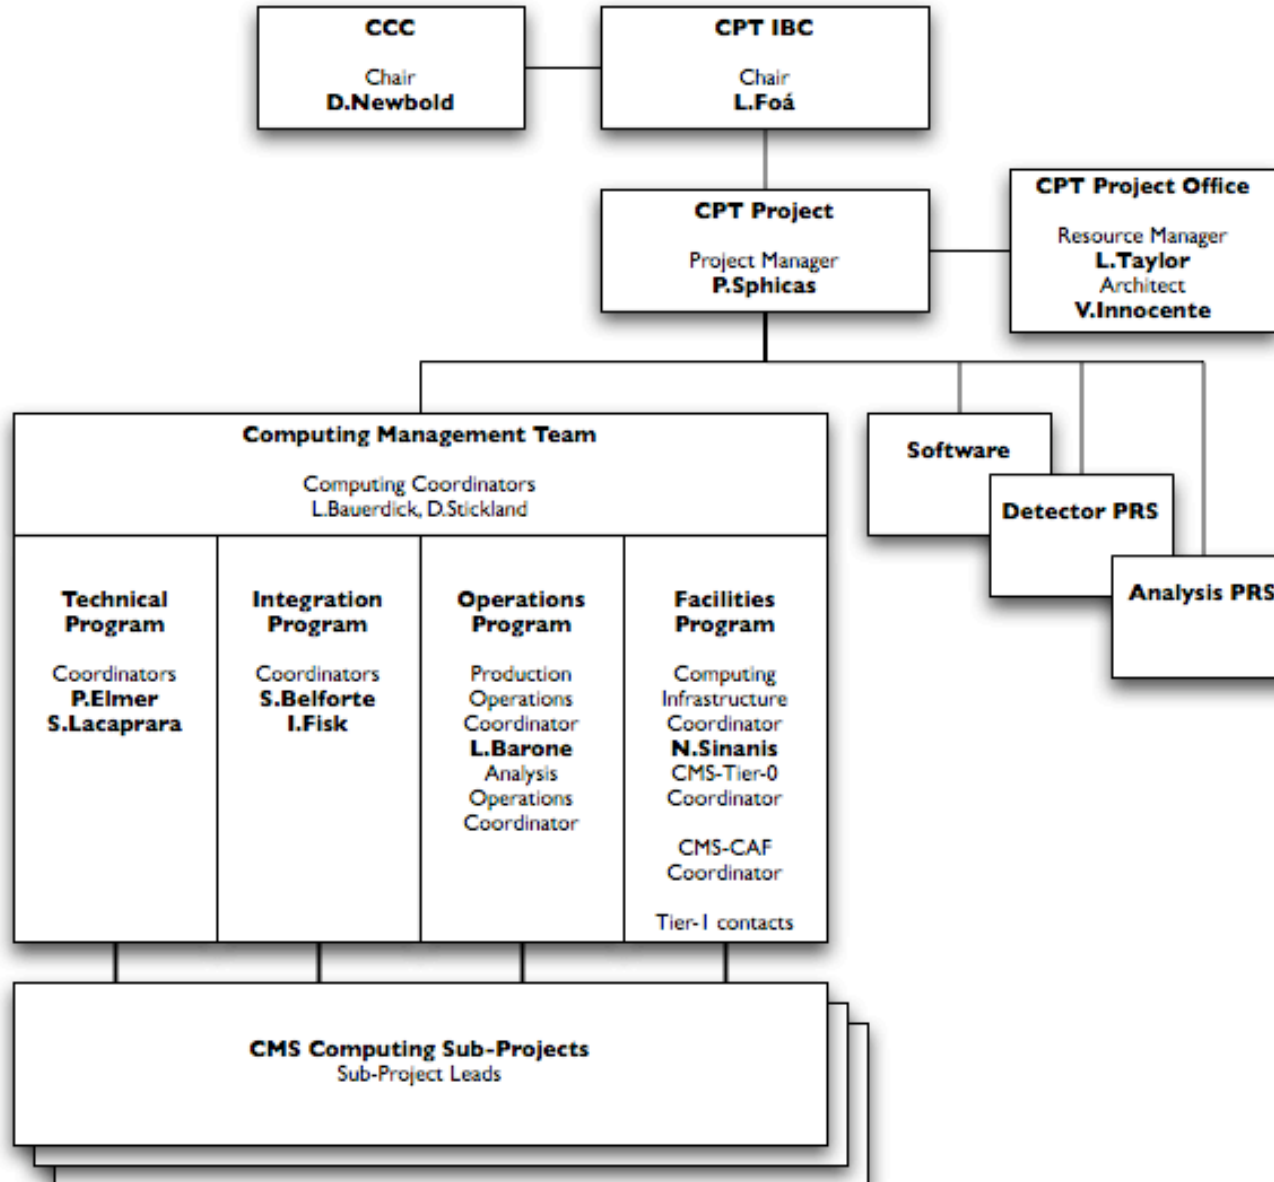 CCC
Chair
D.Newbold
CPT IBC
Chair
L.Foá
CPT Project
Project Manager
P.Sphicas
CPT Project Office
Resource Manager
L.Taylor
Architect
V.Innocente
Computing Management Team
Computing Coordinators
L.Bauerdick, D.Stickland
Technical
Program
Coordinators
P.Elmer
S.Lacaprara
Integration
Program
Coordinators
S.Belforte
I.Fisk
Operations
Program
Production
Operations
Coordinator
L.Barone
Analysis
Operations
Coordinator
Facilities
Program
Computing
Infrastructure
Coordinator
N.Sinanis
CMS-Tier-0
Coordinator
CMS-CAF
Coordinator
Tier-1 contacts
Software
Detector PRS
Analysis PRS
CMS Computing Sub-Projects
Sub-Project Leads